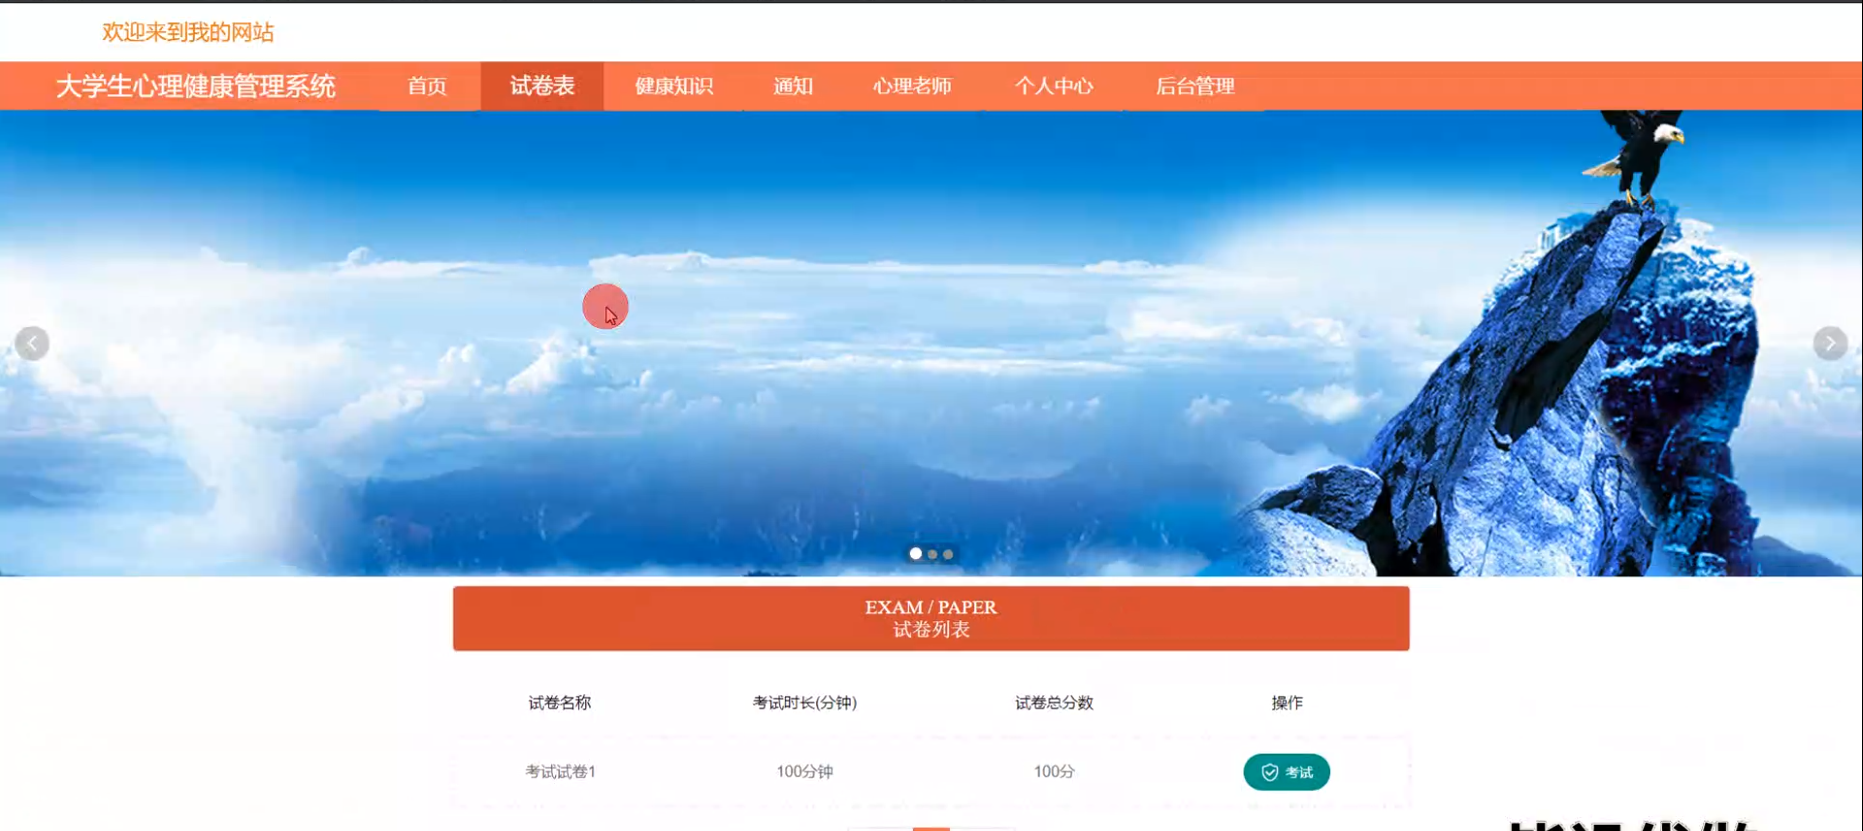 欢迎来到我的网站
大学生心理健康管理系统 首页 试卷表 健康知识 通知 心理老师 个人中心 后台管理
EXAM / PAPER
试卷列表
试卷名称 考试时长(分钟) 试卷总分数 操作
考试试卷1 100分钟 100分 考试